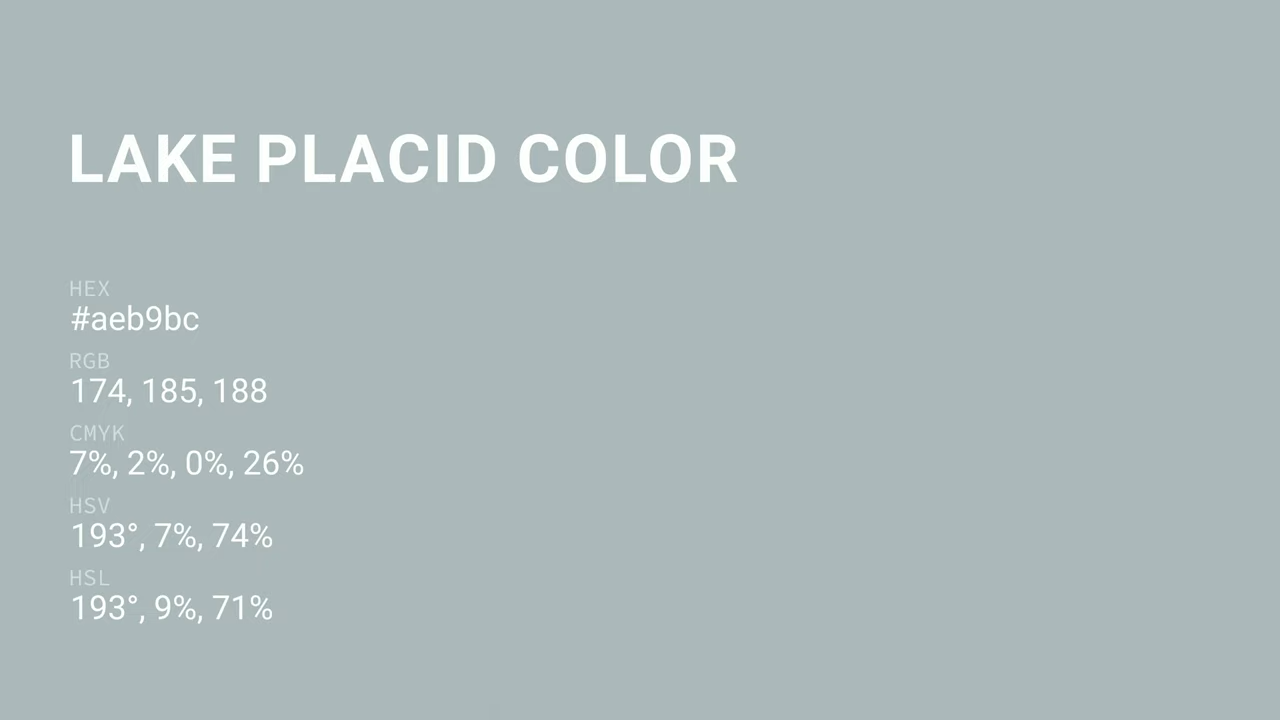 LAKE PLACID COLOR
HEX
#aeb9bc
RGB
174, 185, 188
CMYK
7%, 2%, 0%, 26%
HSV
193°, 7%, 74%
HSL
193°, 9%, 71%